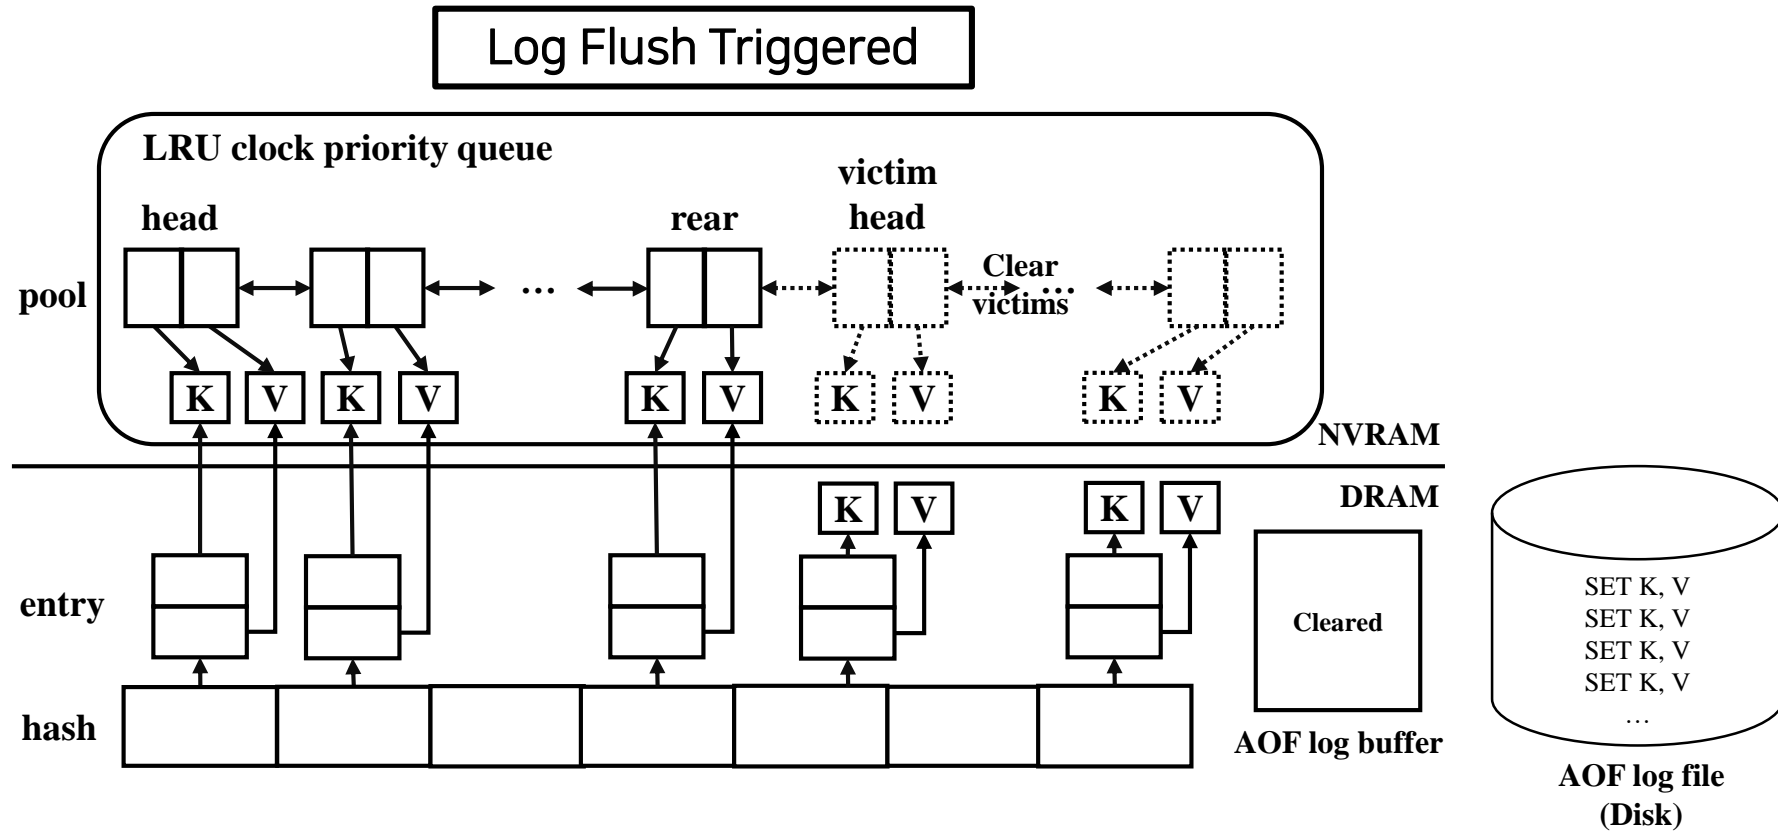 Log Flush Triggered
LRU clock priority queue
victim
head
head
rear
pool
Clear
...
victims
...
K V K V K V K V K V
NVRAM
DRAM
K V K V
entry
Cleared
SET K, V
SET K, V
SET K, V
SET K, V
...
hash
AOF log buffer
AOF log file
(Disk)